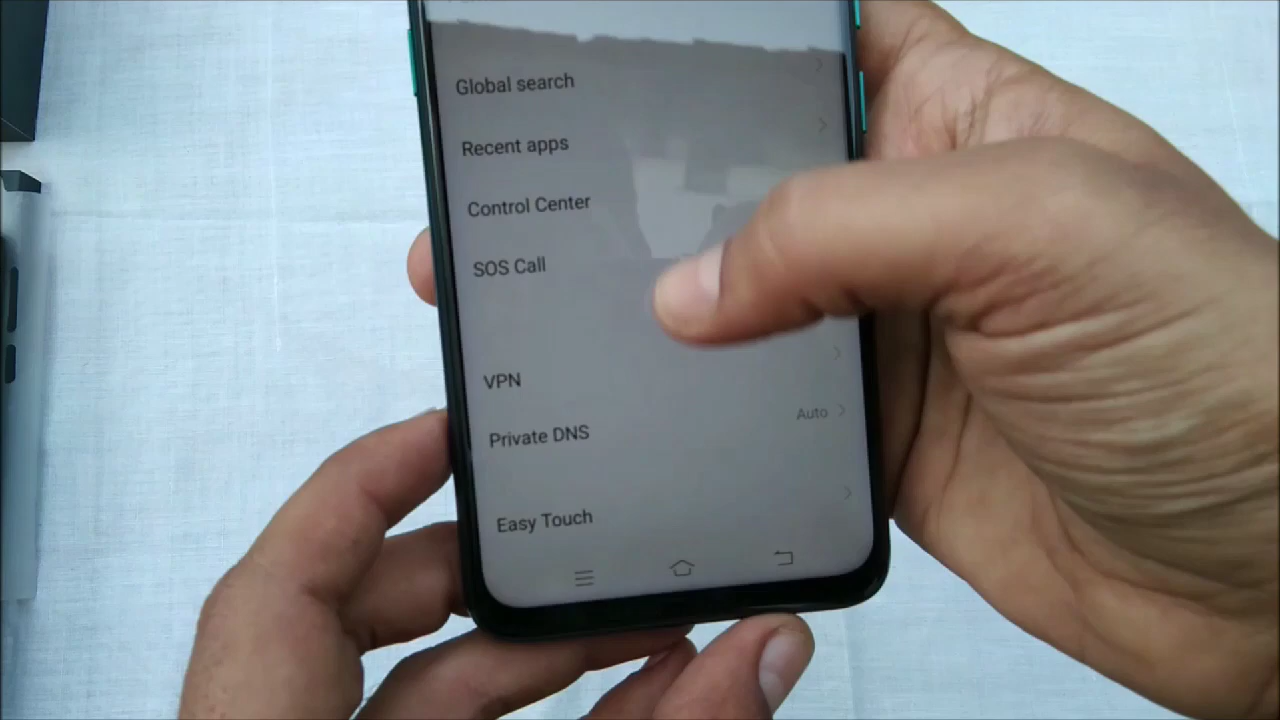 Global search
Recent apps
Control Center
SOS Call
VPN
Private DNS
Auto
Easy Touch